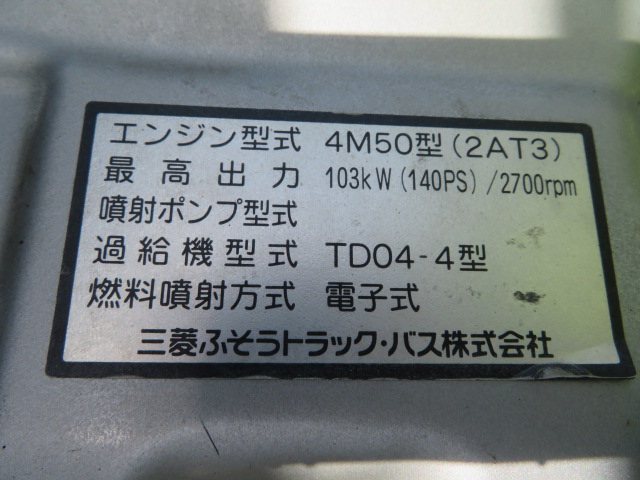 エンジン型式 4M50型(2AT3)
最高出力 103kW(140PS)/2700rpm
噴射ポンプ型式
過給機型式 TD04-4型
燃料噴射方式 電子式
三菱ふそうトラック・バス株式会社